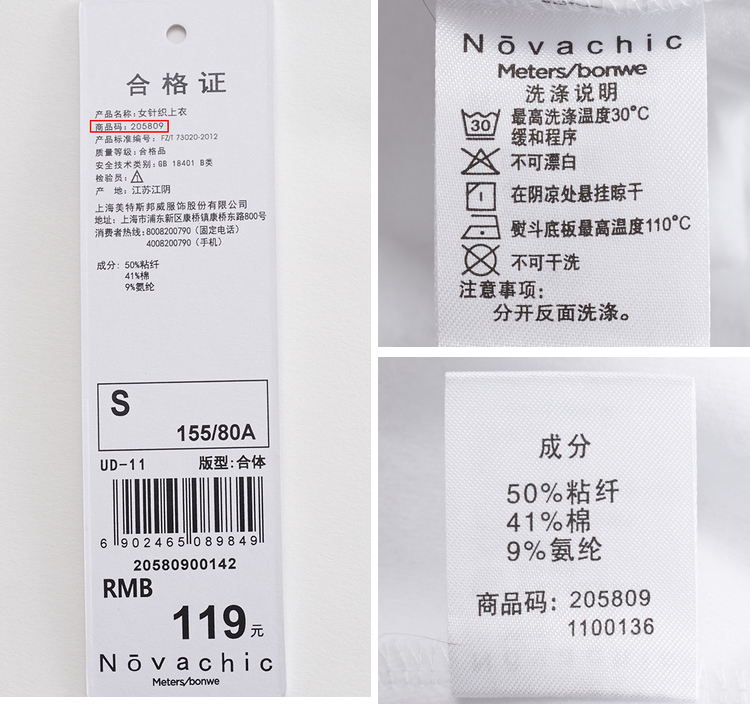 合格证
产品名称:女针织上衣
商品码:205809
产品标准编号: FZ/T 73020-2012
质量等级:合格品
安全技术类别:GB 18401 B类
检验员:
产 地:江苏江阴
上海美特斯邦威服饰股份有限公司
地址:上海市浦东新区康桥镇康桥东路800号
消费者热线:8008200790(固定电话)
4008200790(手机)
成分: 50%粘纤
41%棉
9%氨纶
S
155/80A
UD-11 版型:合体
6 902465 089849
20580900142
RMB
119元
Nōvachic
Meters/bonwe
Nōvachic
Meters/bonwe
洗涤说明
30 最高洗涤温度30°C
缓和程序
不可漂白
在阴凉处悬挂晾干
熨斗底板最高温度110°C
不可干洗
注意事项:
分开反面洗涤。
成分
50%粘纤
41%棉
9%氨纶
商品码: 205809
1100136